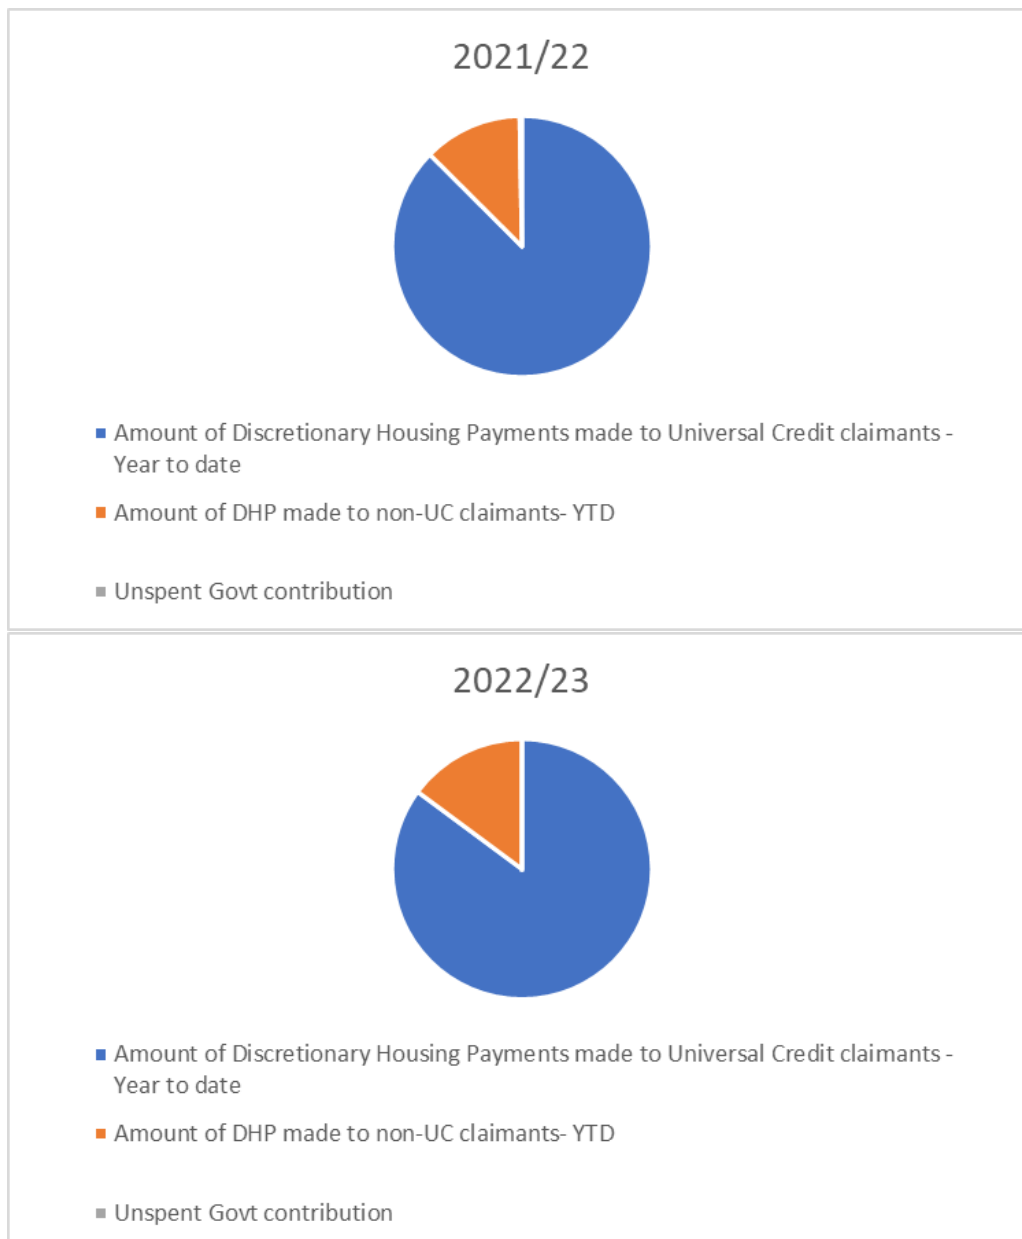 2021/22
Amount of Discretionary Housing Payments made to Universal Credit claimants -
Year to date
Amount of DHP made to non-UC claimants- YTD
Unspent Govt contribution
2022/23
Amount of Discretionary Housing Payments made to Universal Credit claimants -
Year to date
Amount of DHP made to non-UC claimants- YTD
Unspent Govt contribution